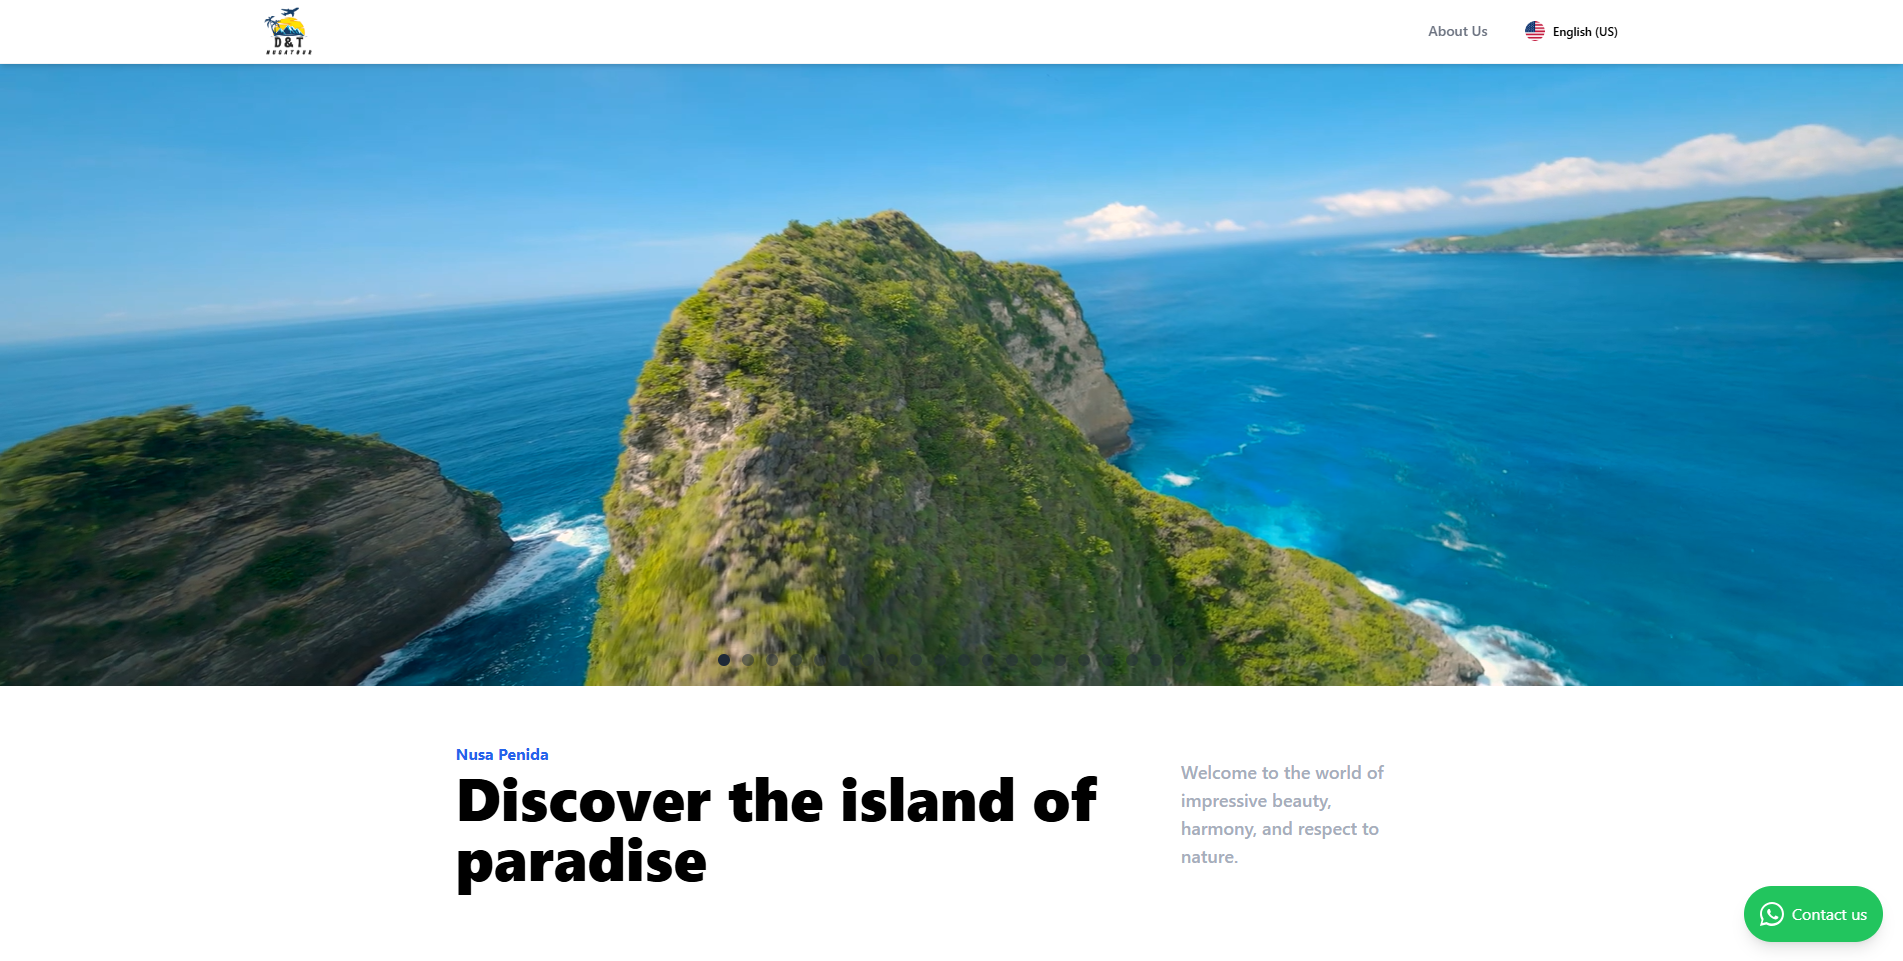 D & T
NUSATOUR
About Us
English (US)
Nusa Penida
Discover the island of
paradise
Welcome to the world of
impressive beauty,
harmony, and respect to
nature.
Contact us